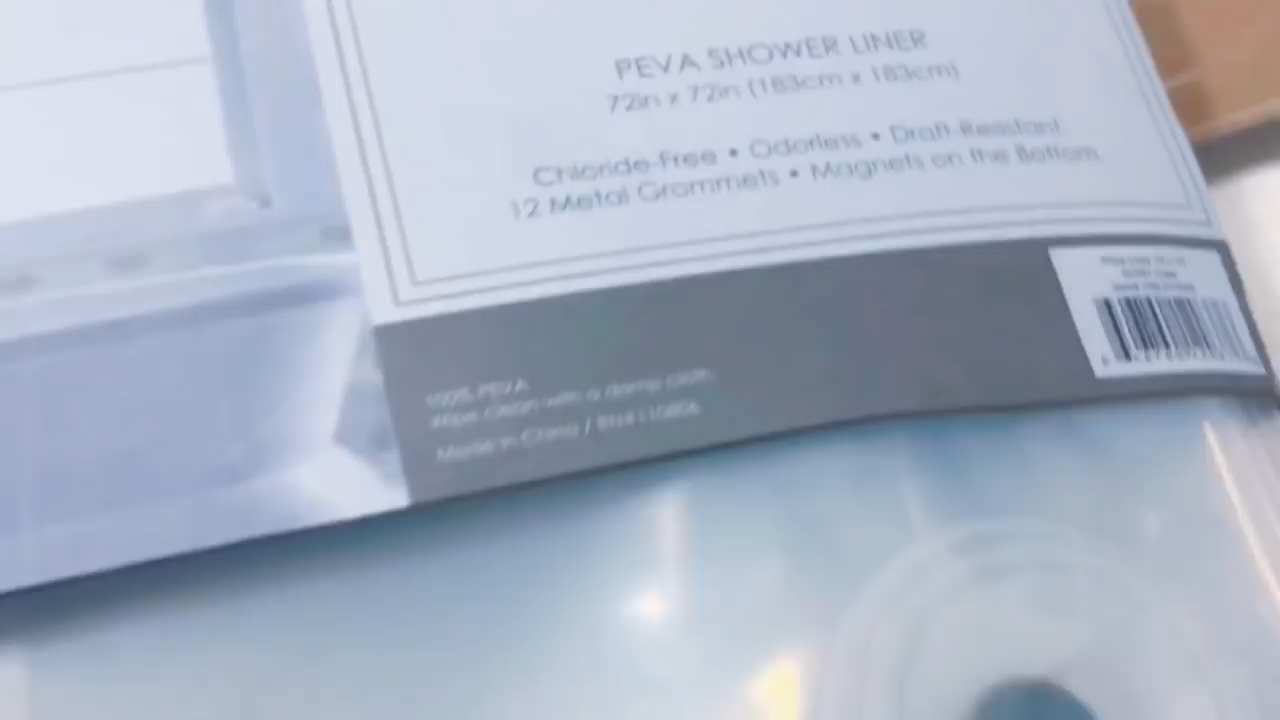 PEVA SHOWER LINER
72in x 72in (183cm x 183cm)
Chloride-Free • Odorless • Draft-Resistant
12 Metal Grommets • Magnets on the Bottom
100% PEVA
Wipe clean with a damp cloth.
Made in China /